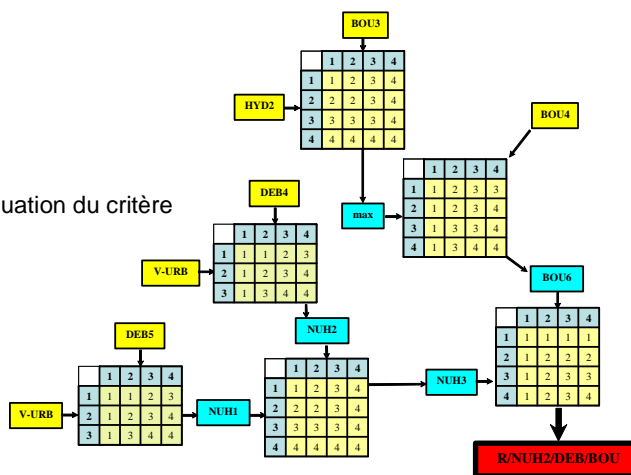 BOU3
1 2 3 4
1 1 2 3 4
2 2 2 3 4
3 3 3 3 4
4 4 4 4 4
HYD2
BOU4
1 2 3 4
1 1 2 3 3
2 1 2 3 4
3 1 3 3 4
4 1 3 4 4
max
DEB4
uation du critère
1 2 3 4
1 1 1 2 3
2 1 2 3 4
3 1 3 4 4
V-URB
BOU6
1 2 3 4
1 1 1 1 1
2 1 2 2 2
3 1 2 3 3
4 1 2 3 4
NUH2
DEB5
1 2 3 4
1 1 1 2 3
2 1 2 3 4
3 1 3 4 4
V-URB
NUH1
1 2 3 4
1 1 2 3 4
2 2 2 3 4
3 3 3 3 4
4 4 4 4 4
NUH3
R/NUH2/DEB/BOU